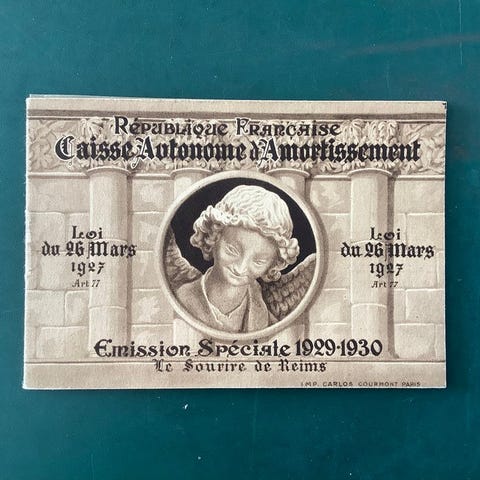 République Française
Caisse Autonome d'Amortissement
Loi
du 26 Mars
1927
Art 77
Loi
du 26 Mars
1927
Art 77
Emission Spéciale 1929-1930
Le Sourire de Reims
IMP. CARLOS COURMONT PARIS